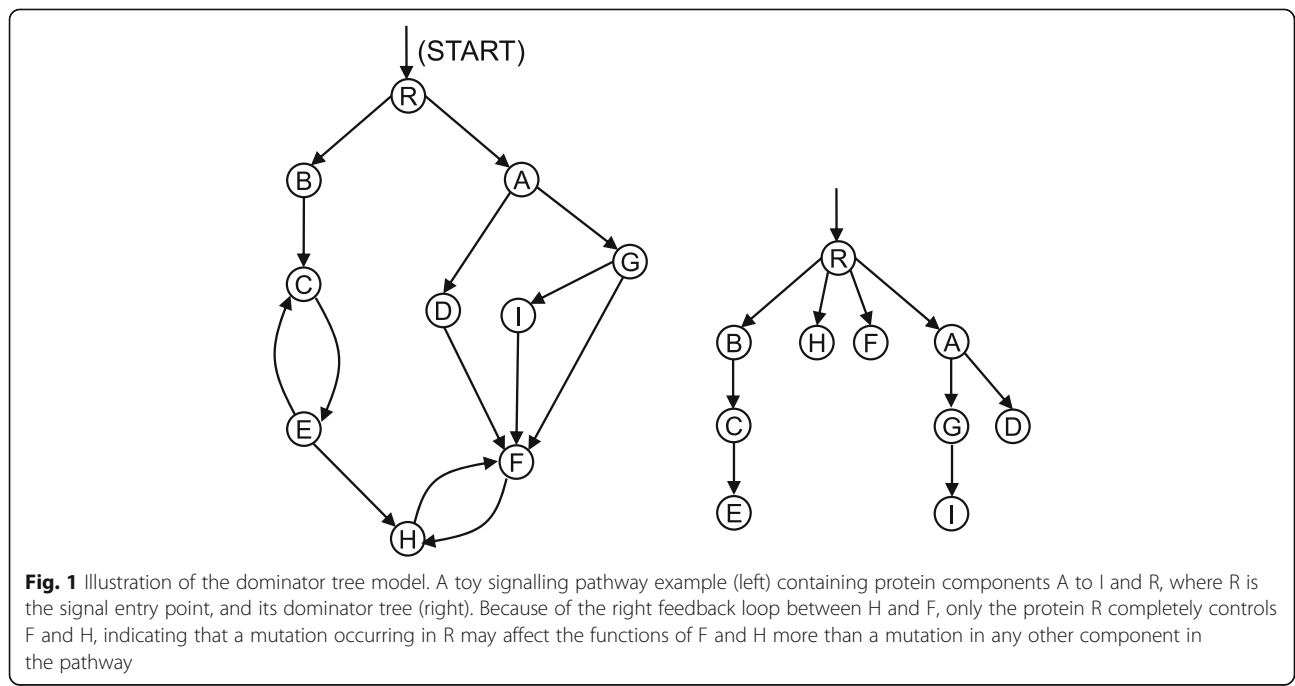 (START)
R
B
A
C
G
D
I
E
F
H
R
B
H
F
A
C
G
D
E
I
Fig. 1 Illustration of the dominator tree model. A toy signalling pathway example (left) containing protein components A to I and R, where R is
the signal entry point, and its dominator tree (right). Because of the right feedback loop between H and F, only the protein R completely controls
F and H, indicating that a mutation occurring in R may affect the functions of F and H more than a mutation in any other component in
the pathway